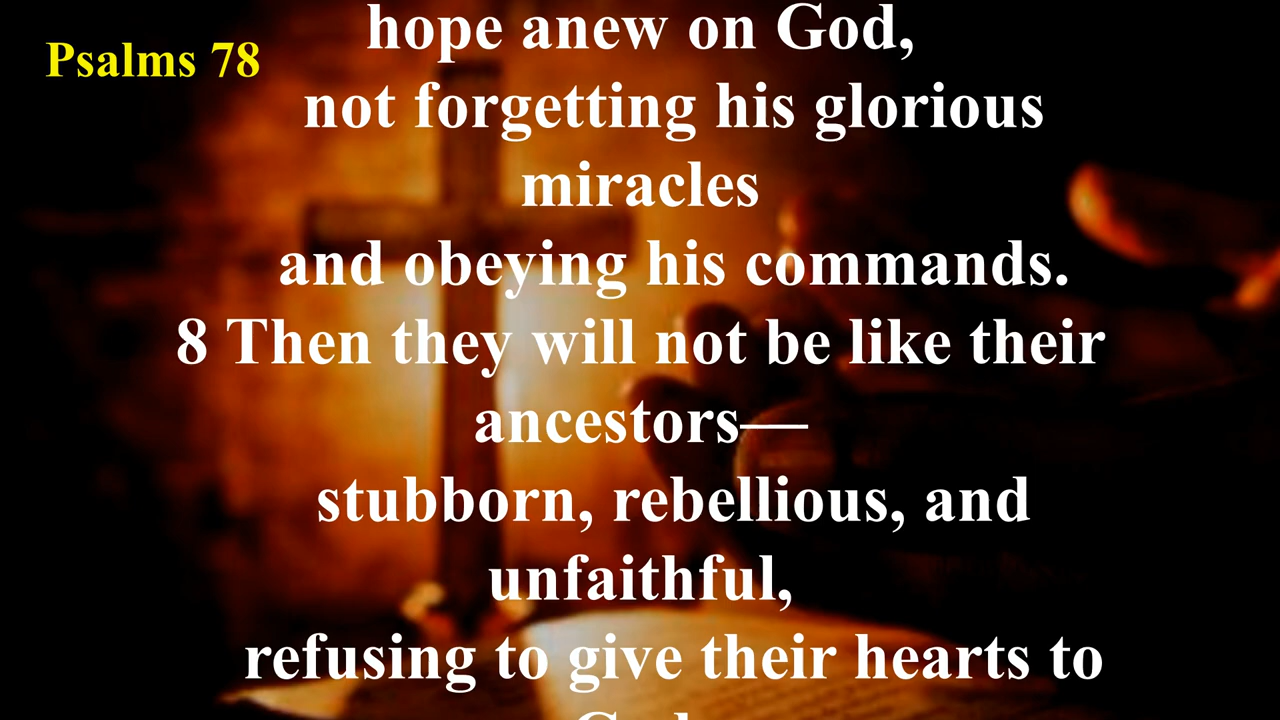 Psalms 78
hope anew on God,
not forgetting his glorious
miracles
and obeying his commands.
8 Then they will not be like their
ancestors—
stubborn, rebellious, and
unfaithful,
refusing to give their hearts to